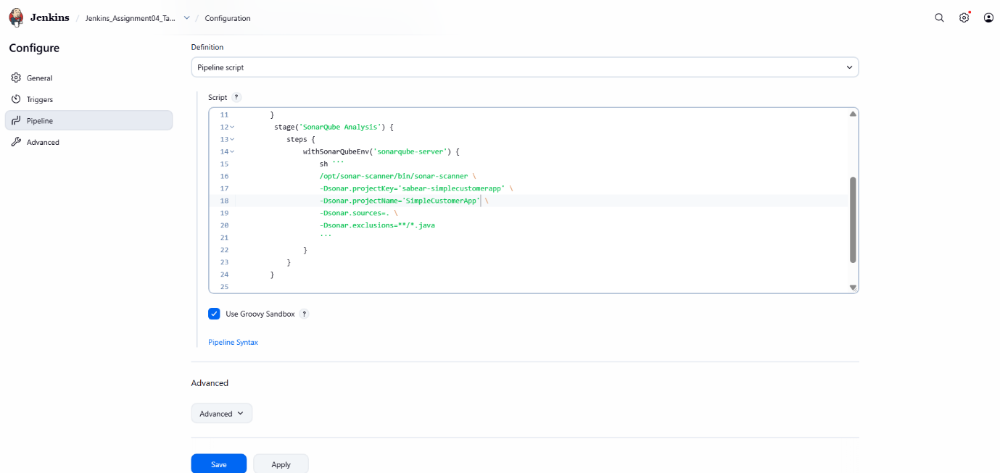 Jenkins / Jenkins_Assignment04_Ta... / Configuration
Configure
General
Triggers
Pipeline
Advanced
Definition
Pipeline script
Script ?
11 }
12 stage('SonarQube Analysis') {
13 steps {
14 withSonarQubeEnv('sonarqube-server') {
15 sh '''
16 /opt/sonar-scanner/bin/sonar-scanner \
17 -Dsonar.projectKey='sabear-simplecustomerapp' \
18 -Dsonar.projectName='SimpleCustomerApp' \
19 -Dsonar.sources=. \
20 -Dsonar.exclusions=**/*.java
21 '''
22 }
23 }
24 }
25
Use Groovy Sandbox ?
Pipeline Syntax
Advanced
Advanced
Save Apply